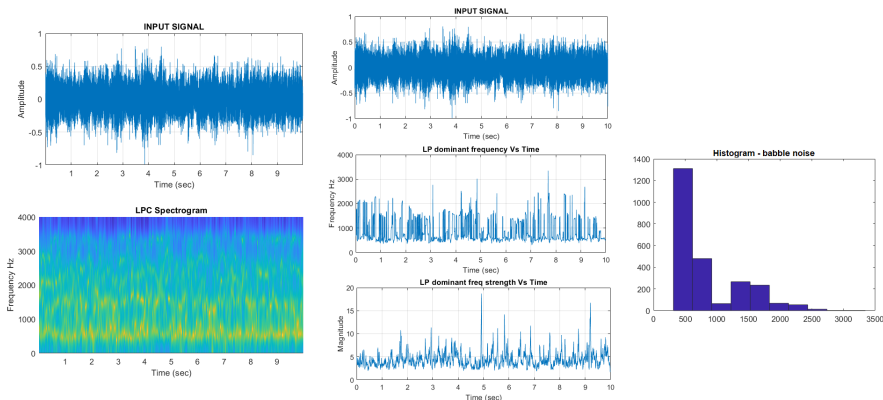 INPUT SIGNAL
1
0.5
0
-0.5
-1
Amplitude
1 2 3 4 5 6 7 8 9
Time (sec)
LPC Spectrogram
4000
3000
2000
1000
0
Frequency Hz
1 2 3 4 5 6 7 8 9
Time (sec)
INPUT SIGNAL
1
0.5
0
-0.5
-1
Amplitude
0 1 2 3 4 5 6 7 8 9 10
Time (sec)
LP dominant frequency Vs Time
4000
3000
2000
1000
0
Frequency Hz
0 1 2 3 4 5 6 7 8 9 10
Time (sec)
LP dominant freq strength Vs Time
20
15
10
5
0
Magnitude
0 1 2 3 4 5 6 7 8 9 10
Time (sec)
Histogram - babble noise
1400
1200
1000
800
600
400
200
0
0 500 1000 1500 2000 2500 3000 3500